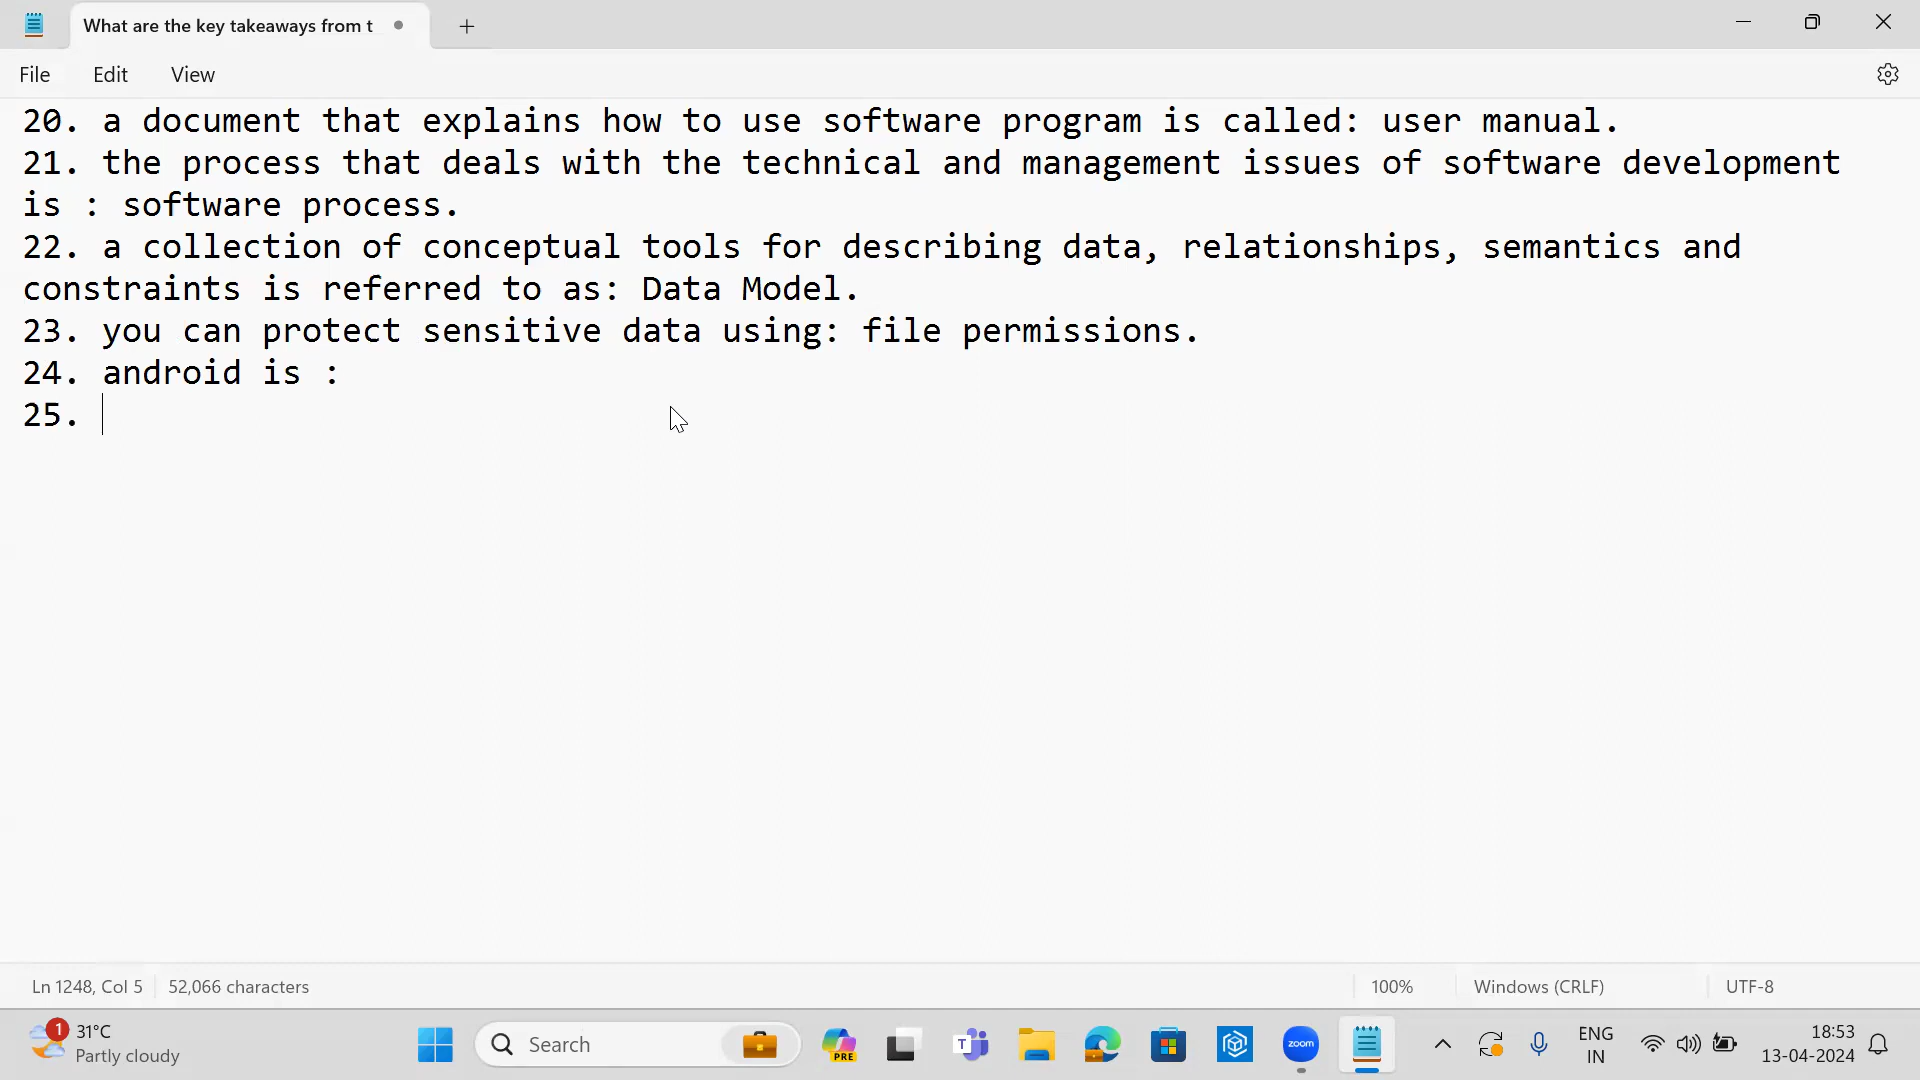 What are the key takeaways from t
File Edit View
20. a document that explains how to use software program is called: user manual.
21. the process that deals with the technical and management issues of software development
is : software process.
22. a collection of conceptual tools for describing data, relationships, semantics and
constraints is referred to as: Data Model.
23. you can protect sensitive data using: file permissions.
24. android is :
25.
Ln 1248, Col 5 52,066 characters 100% Windows (CRLF) UTF-8
1 31°C
Partly cloudy
Search
PRE
T
zoom
ENG
IN
18:53
13-04-2024